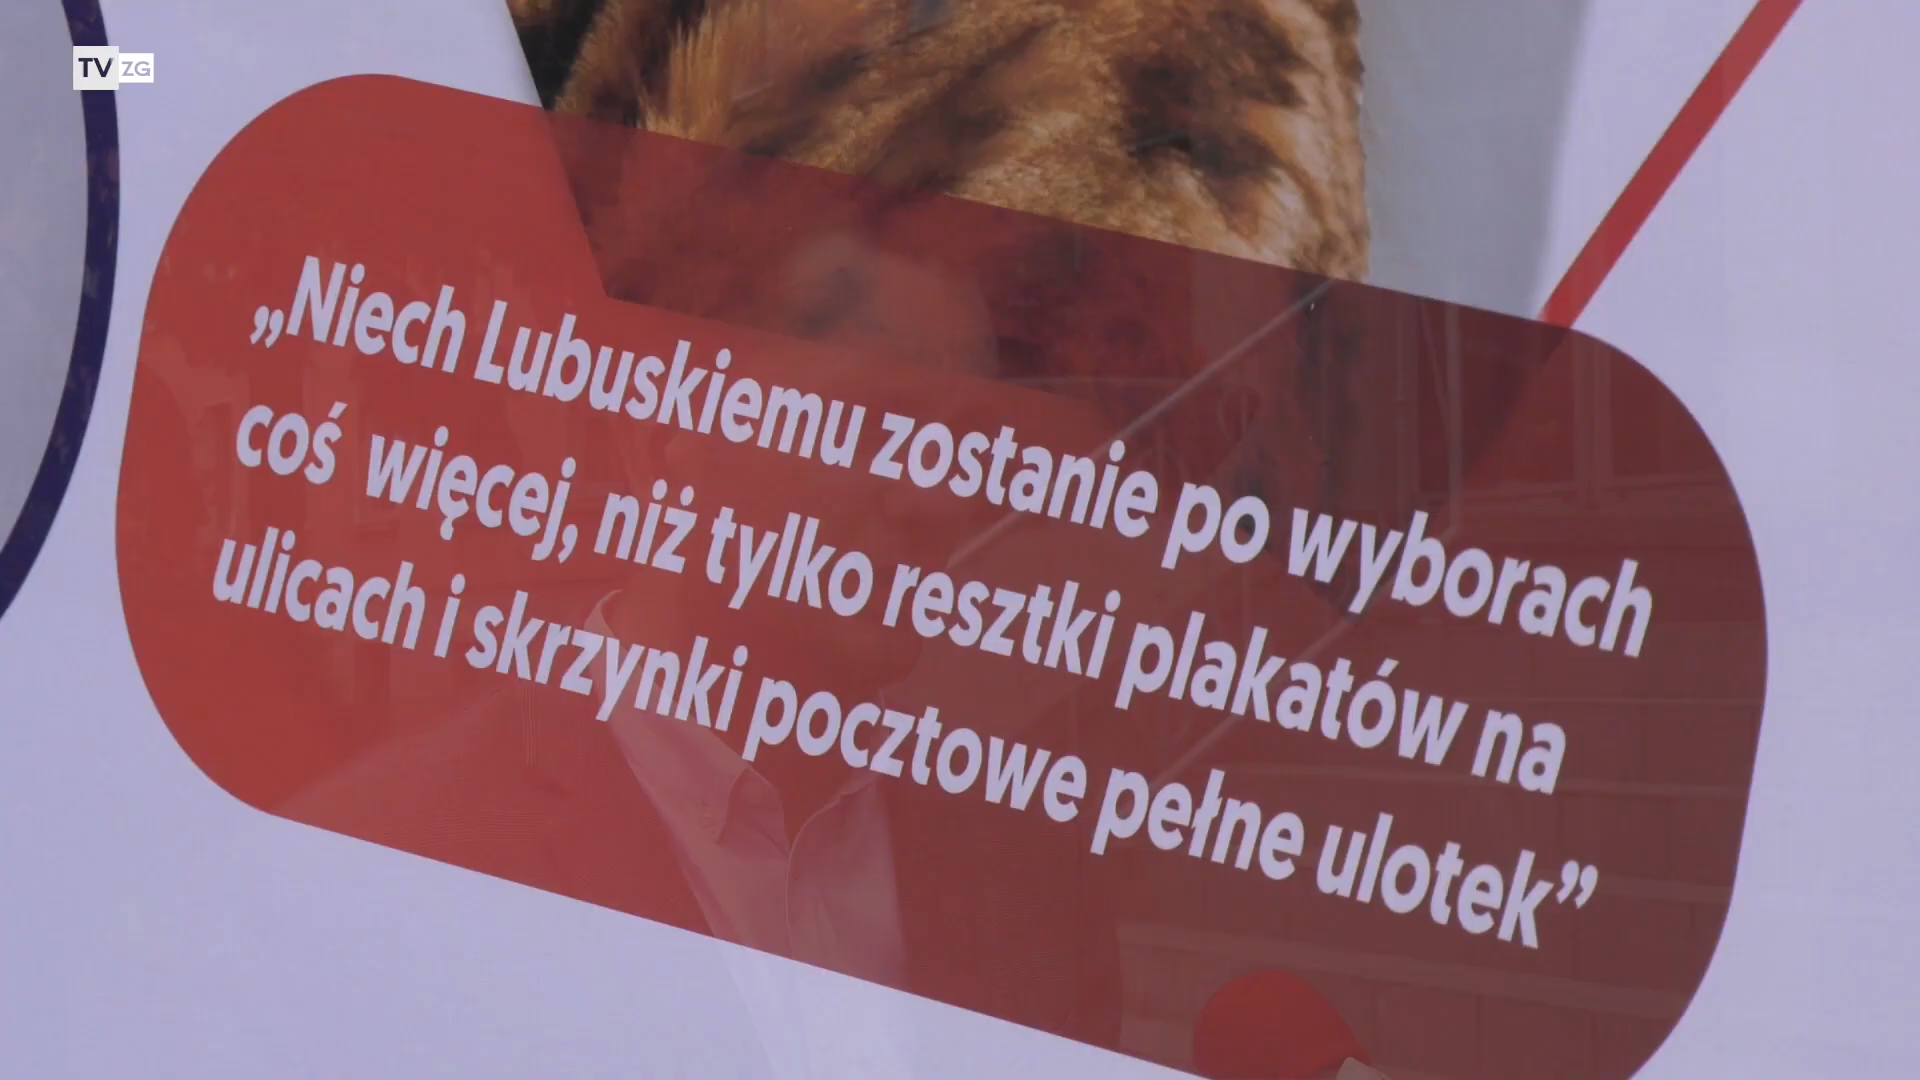 TV ZG
„Niech Lubuskiemu zostanie po wyborach
coś więcej, niż tylko resztki plakatów na
ulicach i skrzynki pocztowe pełne ulotek”